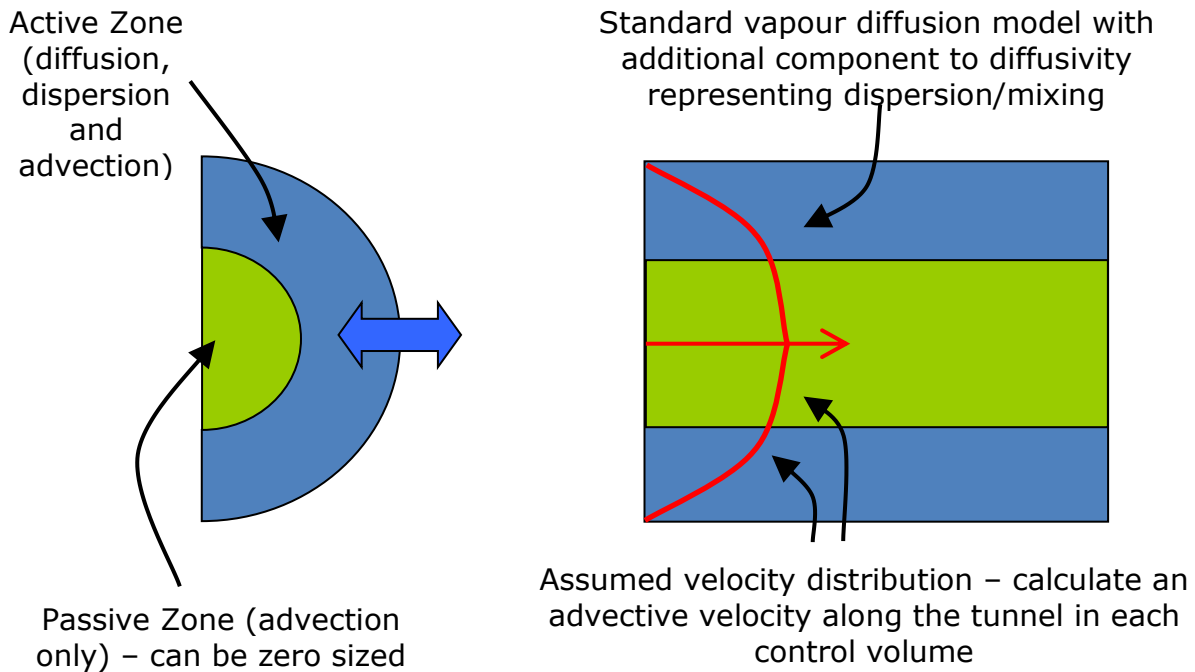 Active Zone
(diffusion,
dispersion
and
advection)
Standard vapour diffusion model with
additional component to diffusivity
representing dispersion/mixing
Passive Zone (advection
only) – can be zero sized
Assumed velocity distribution – calculate an
advective velocity along the tunnel in each
control volume